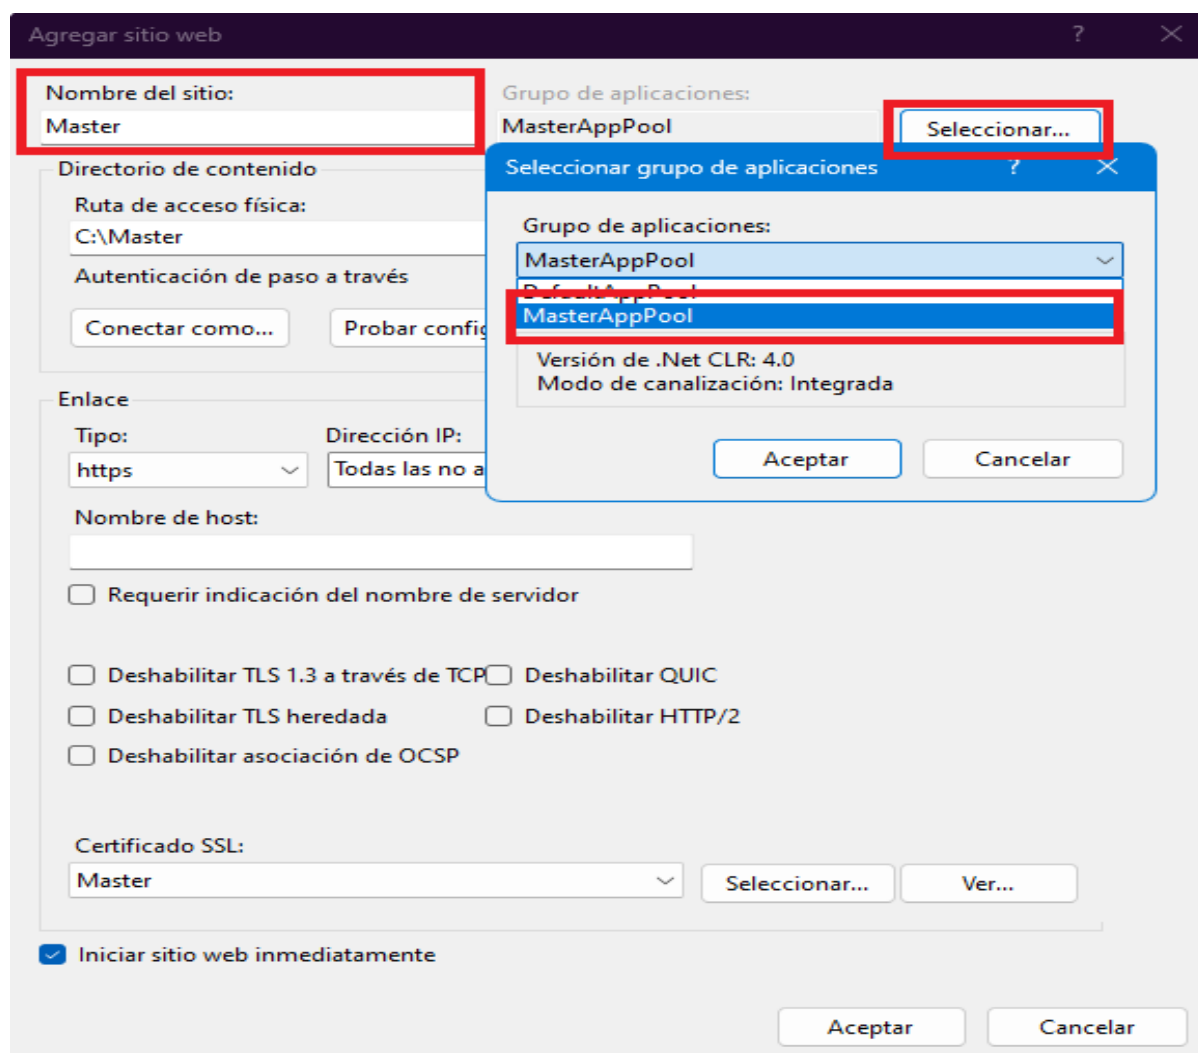 Agregar sitio web
Nombre del sitio:
Master
Grupo de aplicaciones:
MasterAppPool
Seleccionar...
Directorio de contenido
Ruta de acceso física:
C:\Master
Autenticación de paso a través
Conectar como...
Probar config
Seleccionar grupo de aplicaciones
Grupo de aplicaciones:
MasterAppPool
DefaultAppPool
MasterAppPool
Versión de .Net CLR: 4.0
Modo de canalización: Integrada
Aceptar
Cancelar
Enlace
Tipo:
https
Dirección IP:
Todas las no a
Nombre de host:
Requerir indicación del nombre de servidor
Deshabilitar TLS 1.3 a través de TCP
Deshabilitar QUIC
Deshabilitar TLS heredada
Deshabilitar HTTP/2
Deshabilitar asociación de OCSP
Certificado SSL:
Master
Seleccionar...
Ver...
Iniciar sitio web inmediatamente
Aceptar
Cancelar